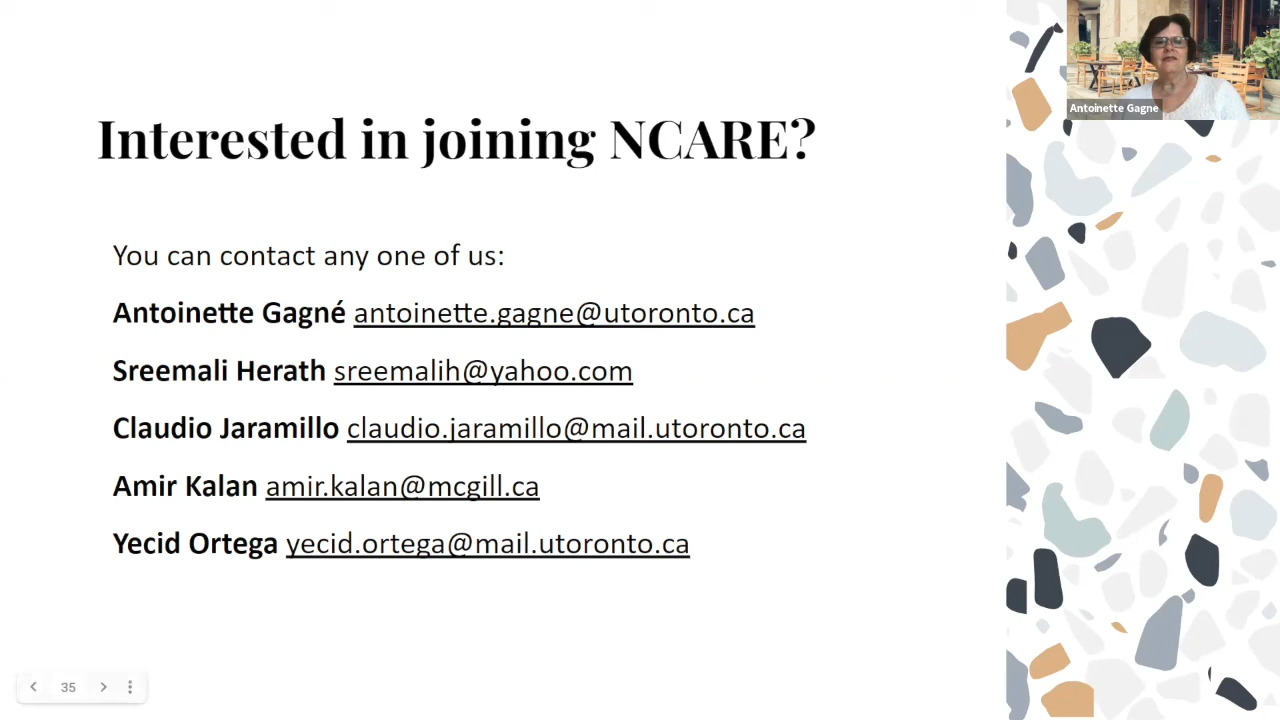 Antoinette Gagne
Interested in joining NCARE?
You can contact any one of us:
Antoinette Gagné antoinette.gagne@utoronto.ca
Sreemali Herath sreemalih@yahoo.com
Claudio Jaramillo claudio.jaramillo@mail.utoronto.ca
Amir Kalan amir.kalan@mcgill.ca
Yecid Ortega yecid.ortega@mail.utoronto.ca
35